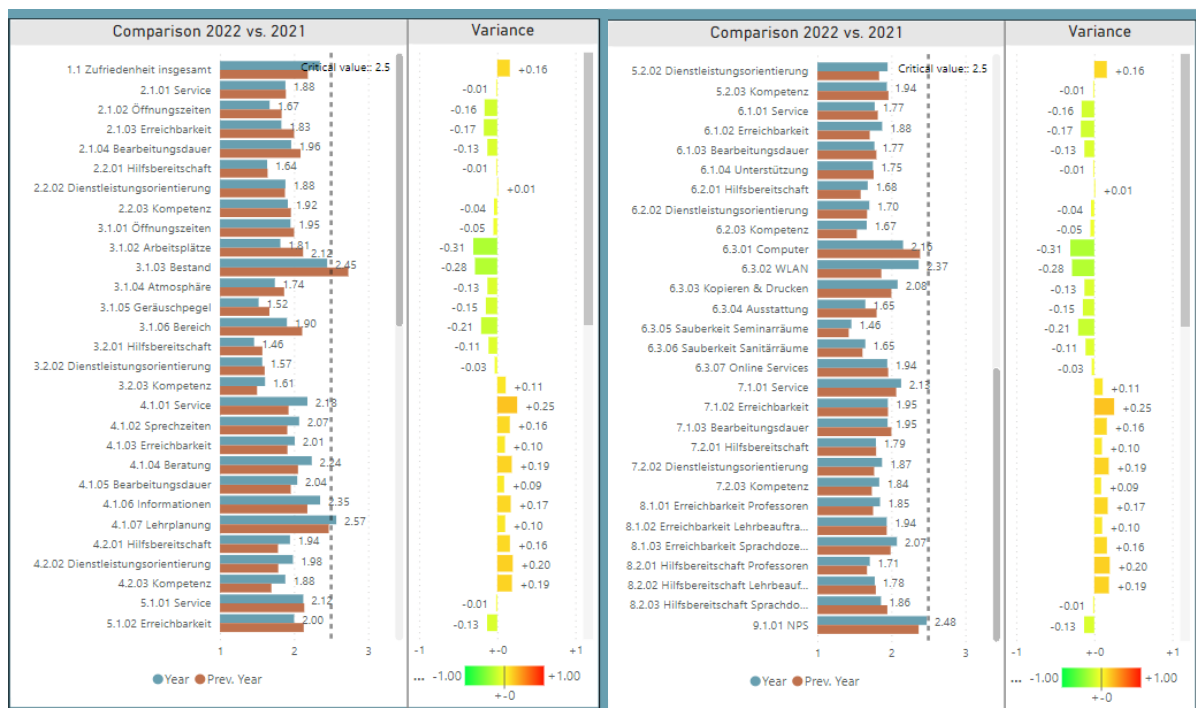 Comparison 2022 vs. 2021 Variance
1.1 Zufriedenheit insgesamt Critical value:: 2.5 +0.16
2.1.01 Service 1.88 -0.01
2.1.02 Öffnungszeiten 1.67 -0.16
2.1.03 Erreichbarkeit 1.83 -0.17
2.1.04 Bearbeitungsdauer 1.96 -0.13
2.2.01 Hilfsbereitschaft 1.64 -0.01
2.2.02 Dienstleistungsorientierung 1.88 +0.01
2.2.03 Kompetenz 1.92 -0.04
3.1.01 Öffnungszeiten 1.95 -0.05
3.1.02 Arbeitsplätze 1.81 2.12 -0.31
3.1.03 Bestand 2.45 -0.28
3.1.04 Atmosphäre 1.74 -0.13
3.1.05 Geräuschpegel 1.52 -0.15
3.1.06 Bereich 1.90 -0.21
3.2.01 Hilfsbereitschaft 1.46 -0.11
3.2.02 Dienstleistungsorientierung 1.57 -0.03
3.2.03 Kompetenz 1.61 +0.11
4.1.01 Service 2.18 +0.25
4.1.02 Sprechzeiten 2.07 +0.16
4.1.03 Erreichbarkeit 2.01 +0.10
4.1.04 Beratung 2.24 +0.19
4.1.05 Bearbeitungsdauer 2.04 +0.09
4.1.06 Informationen 2.35 +0.17
4.1.07 Lehrplanung 2.57 +0.10
4.2.01 Hilfsbereitschaft 1.94 +0.16
4.2.02 Dienstleistungsorientierung 1.98 +0.20
4.2.03 Kompetenz 1.88 +0.19
5.1.01 Service 2.12 -0.01
5.1.02 Erreichbarkeit 2.00 -0.13
1 2 3 -1 +-0 +1
Year Prev. Year ... -1.00 +1.00
+-0
Comparison 2022 vs. 2021 Variance
5.2.02 Dienstleistungsorientierung Critical value:: 2.5 +0.16
5.2.03 Kompetenz 1.94 -0.01
6.1.01 Service 1.77 -0.16
6.1.02 Erreichbarkeit 1.88 -0.17
6.1.03 Bearbeitungsdauer 1.77 -0.13
6.1.04 Unterstützung 1.75 -0.01
6.2.01 Hilfsbereitschaft 1.68 +0.01
6.2.02 Dienstleistungsorientierung 1.70 -0.04
6.2.03 Kompetenz 1.67 -0.05
6.3.01 Computer 2.16 -0.31
6.3.02 WLAN 2.37 -0.28
6.3.03 Kopieren & Drucken 2.08 -0.13
6.3.04 Ausstattung 1.65 -0.15
6.3.05 Sauberkeit Seminarräume 1.46 -0.21
6.3.06 Sauberkeit Sanitärräume 1.65 -0.11
6.3.07 Online Services 1.94 -0.03
7.1.01 Service 2.13 +0.11
7.1.02 Erreichbarkeit 1.95 +0.25
7.1.03 Bearbeitungsdauer 1.95 +0.16
7.2.01 Hilfsbereitschaft 1.79 +0.10
7.2.02 Dienstleistungsorientierung 1.87 +0.19
7.2.03 Kompetenz 1.84 +0.09
8.1.01 Erreichbarkeit Professoren 1.85 +0.17
8.1.02 Erreichbarkeit Lehrbeauftra... 1.94 +0.10
8.1.03 Erreichbarkeit Sprachdoze... 2.07 +0.16
8.2.01 Hilfsbereitschaft Professoren 1.71 +0.20
8.2.02 Hilfsbereitschaft Lehrbeauf... 1.78 +0.19
8.2.03 Hilfsbereitschaft Sprachdo... 1.86 -0.01
9.1.01 NPS 2.48 -0.13
1 2 3 -1 +-0 +1
Year Prev. Year ... -1.00 +1.00
+-0